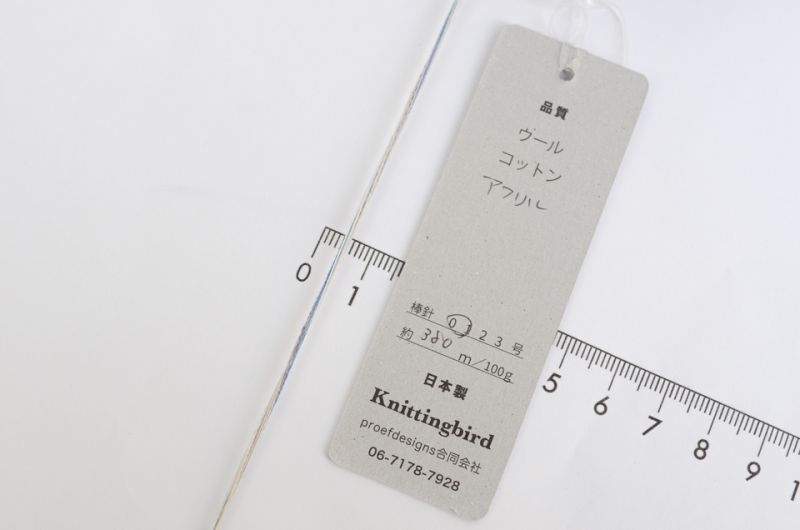 品質
ウール
コットン
アクリル
棒針 0 1 2 3 号
約 380 m/100g
日本製
Knittingbird
proefdesigns合同会社
06-7178-7928
0 1 5 6 7 8 9 1